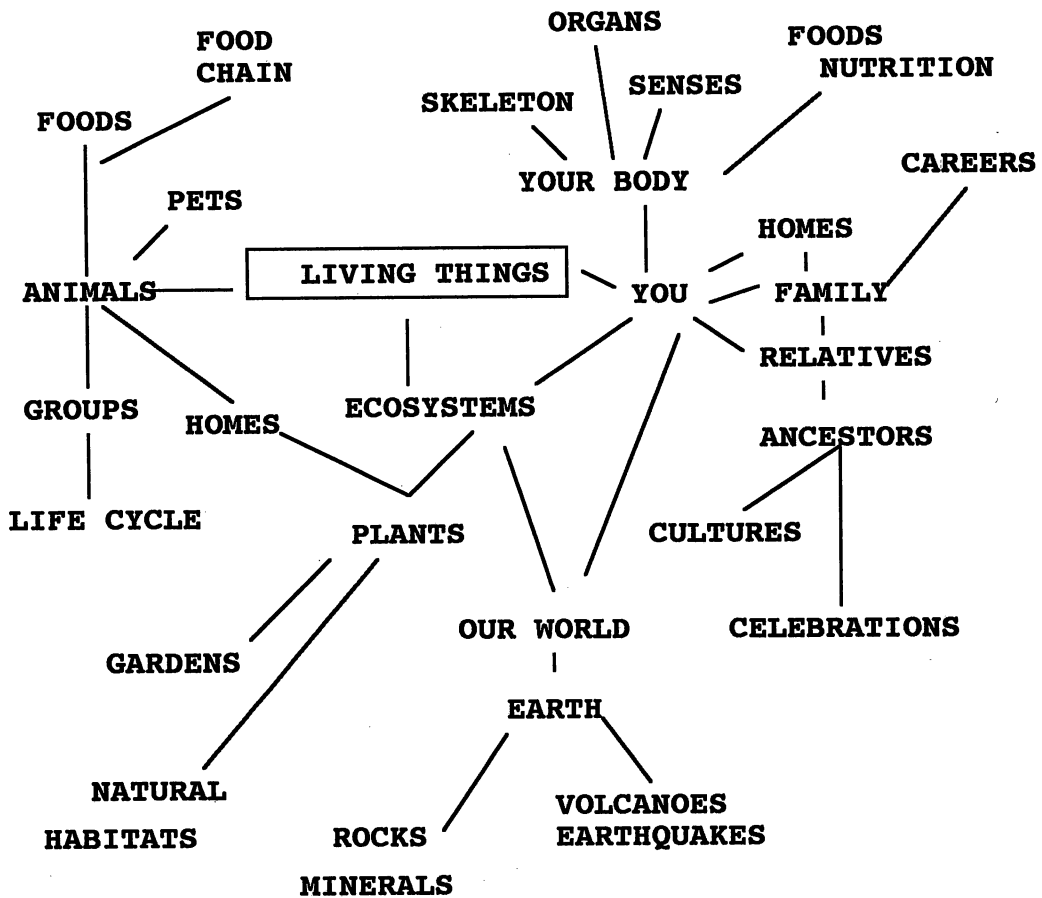 ORGANS
FOOD
CHAIN
FOODS
NUTRITION
SKELETON
SENSES
FOODS
YOUR BODY
CAREERS
PETS
HOMES
LIVING THINGS
ANIMALS
YOU
FAMILY
RELATIVES
GROUPS
HOMES
ECOSYSTEMS
ANCESTORS
LIFE CYCLE
PLANTS
CULTURES
OUR WORLD
CELEBRATIONS
GARDENS
EARTH
NATURAL
HABITATS
ROCKS
MINERALS
VOLCANOES
EARTHQUAKES